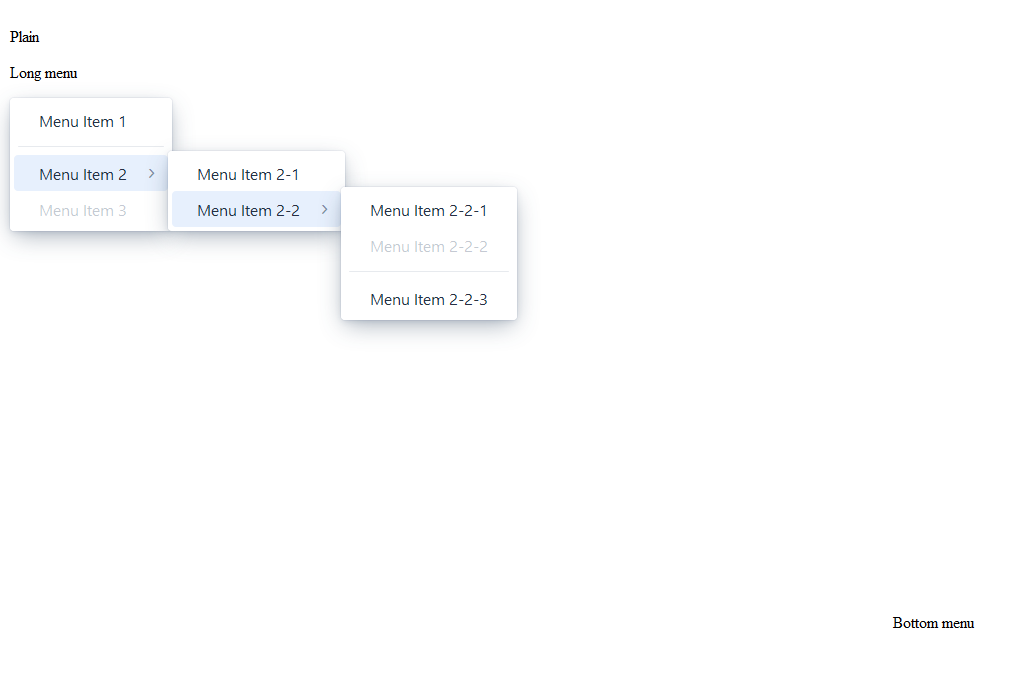 Plain
Long menu
Menu Item 1
Menu Item 2
Menu Item 3
Menu Item 2-1
Menu Item 2-2
Menu Item 2-2-1
Menu Item 2-2-2
Menu Item 2-2-3
Bottom menu